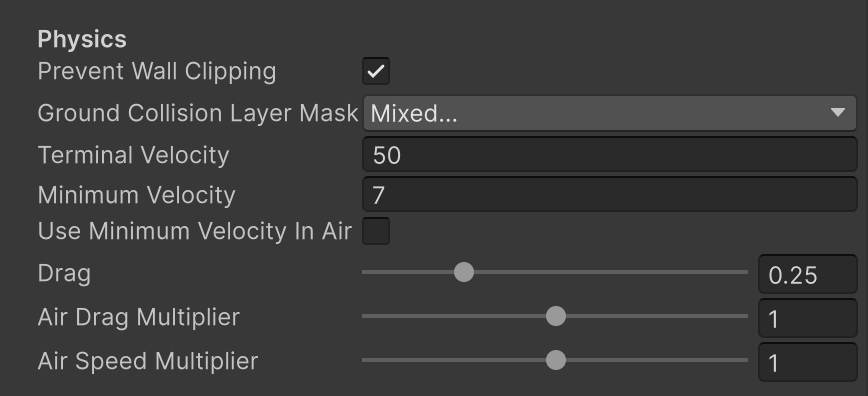 Physics
Prevent Wall Clipping
Ground Collision Layer Mask Mixed...
Terminal Velocity 50
Minimum Velocity 7
Use Minimum Velocity In Air
Drag 0.25
Air Drag Multiplier 1
Air Speed Multiplier 1